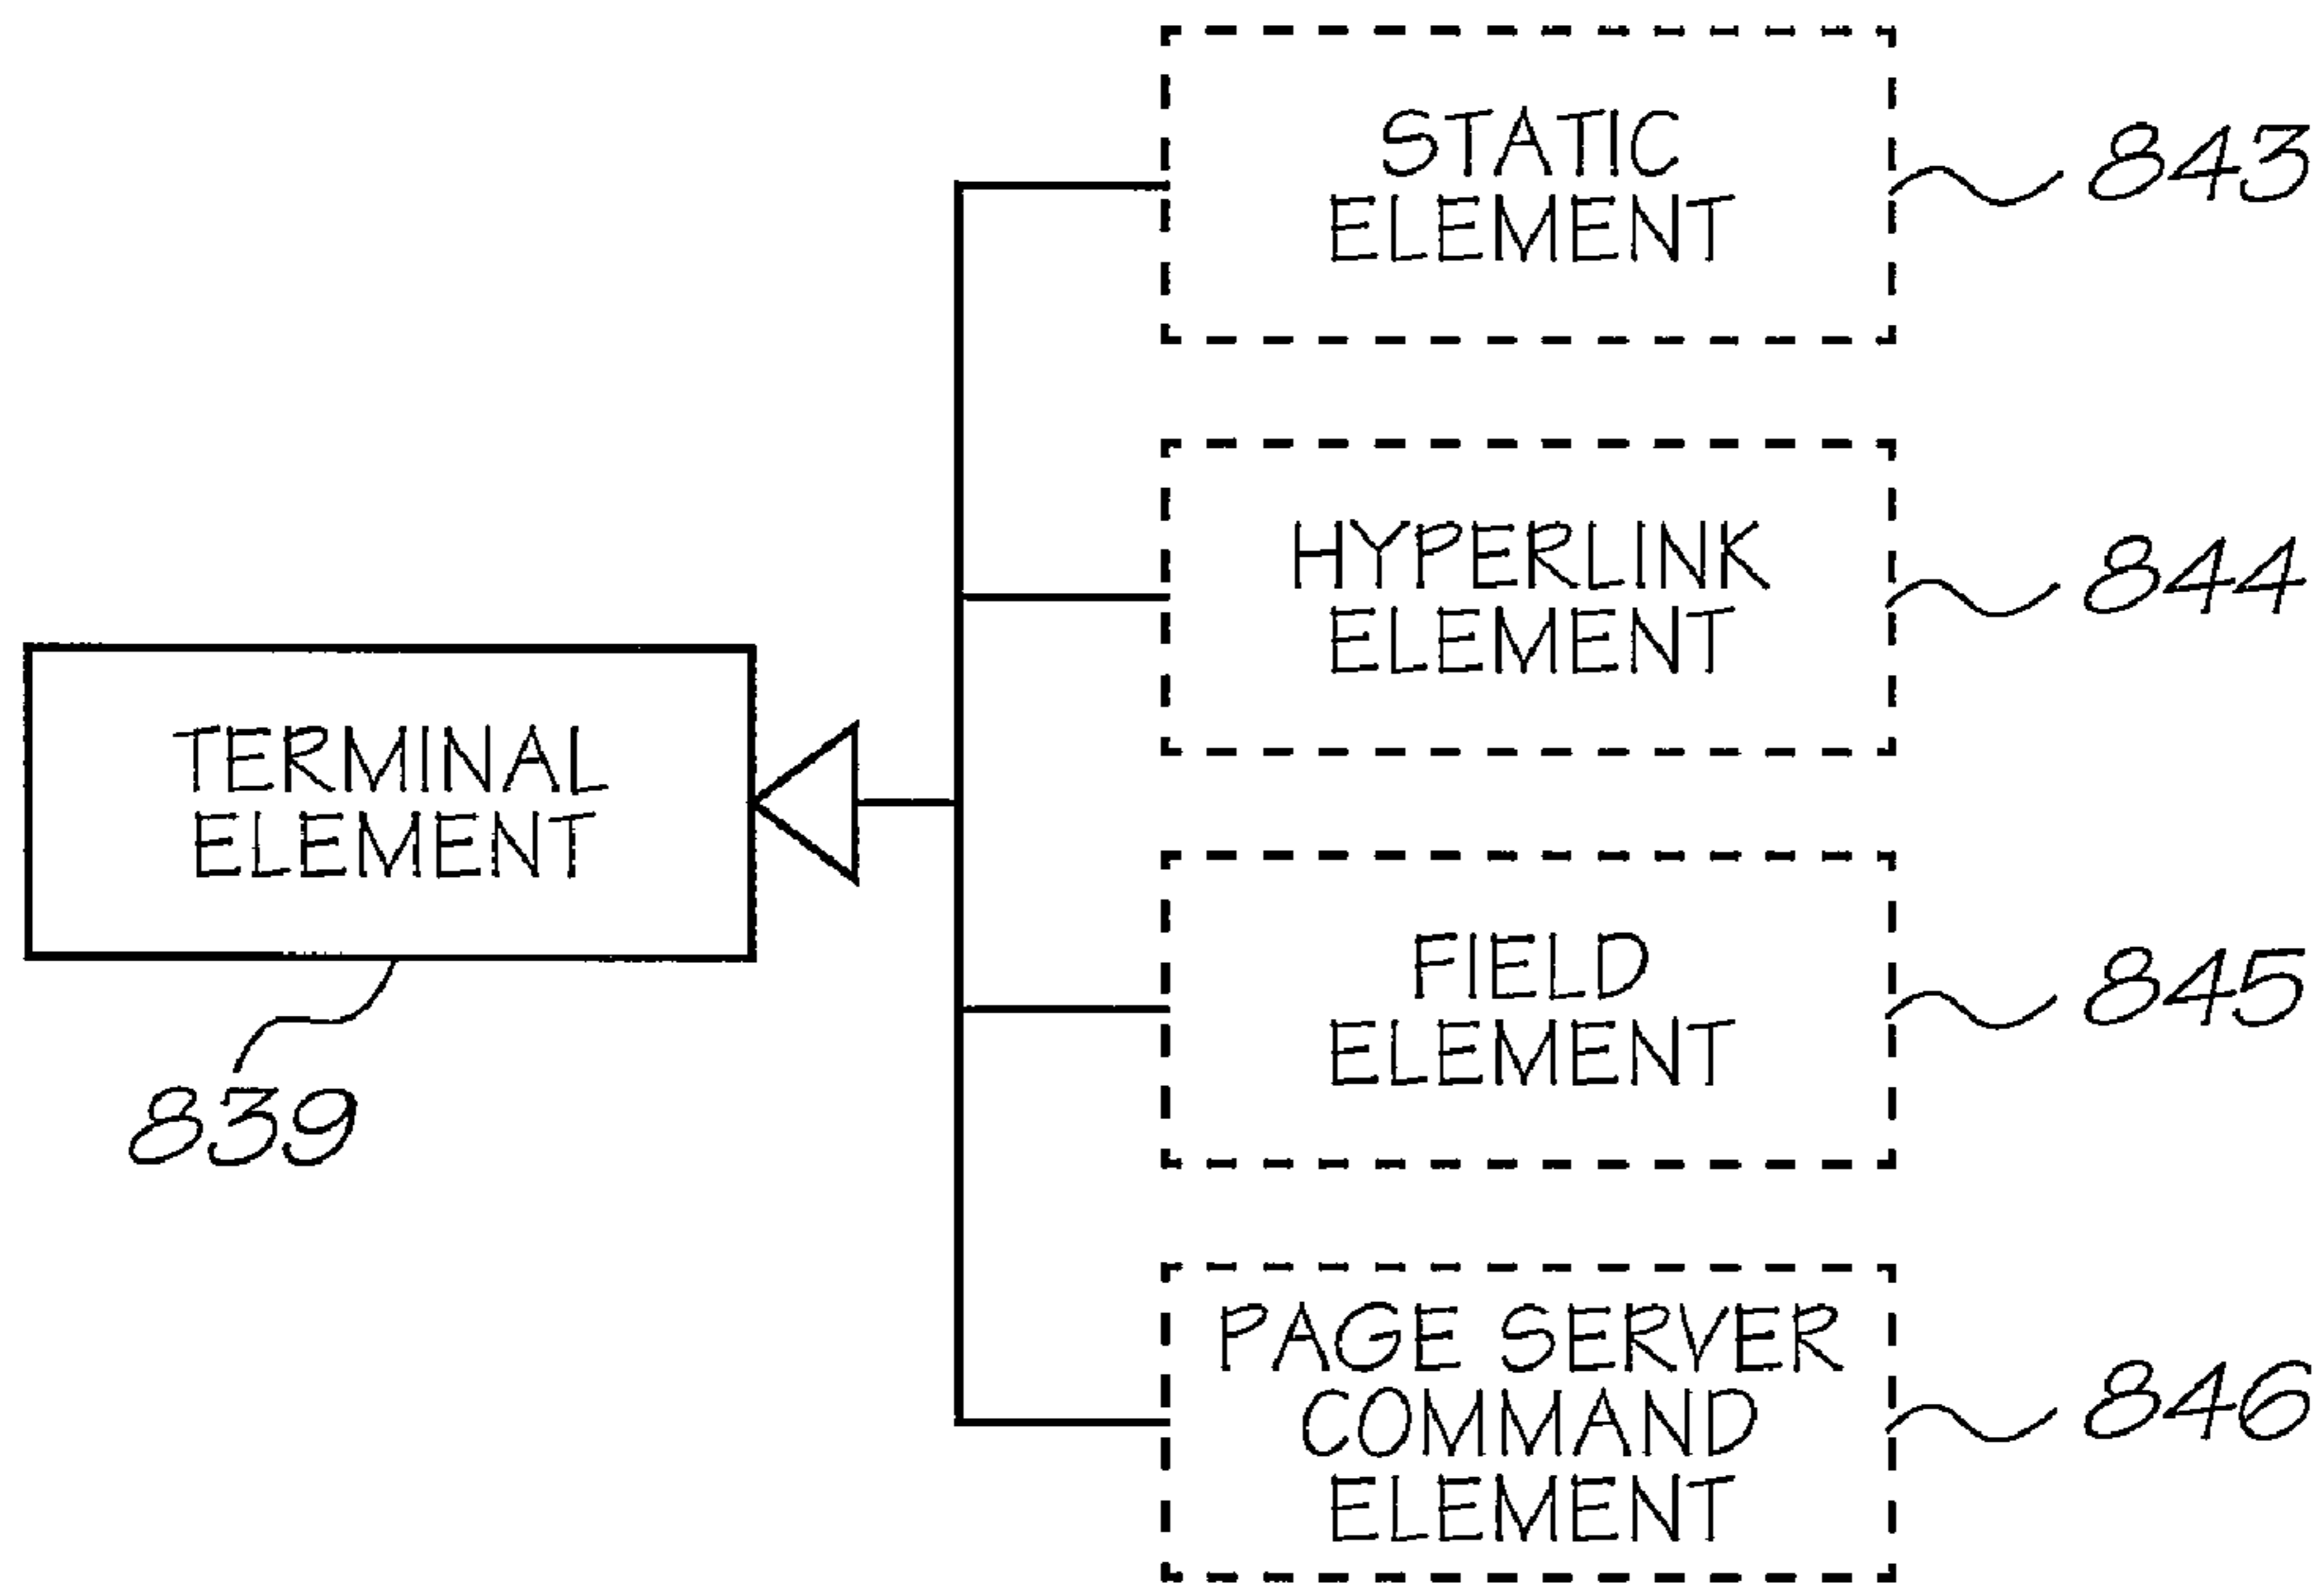 STATIC
ELEMENT
843
HYPERLINK
ELEMENT
844
TERMINAL
ELEMENT
839
FIELD
ELEMENT
845
PAGE SERVER
COMMAND
ELEMENT
846